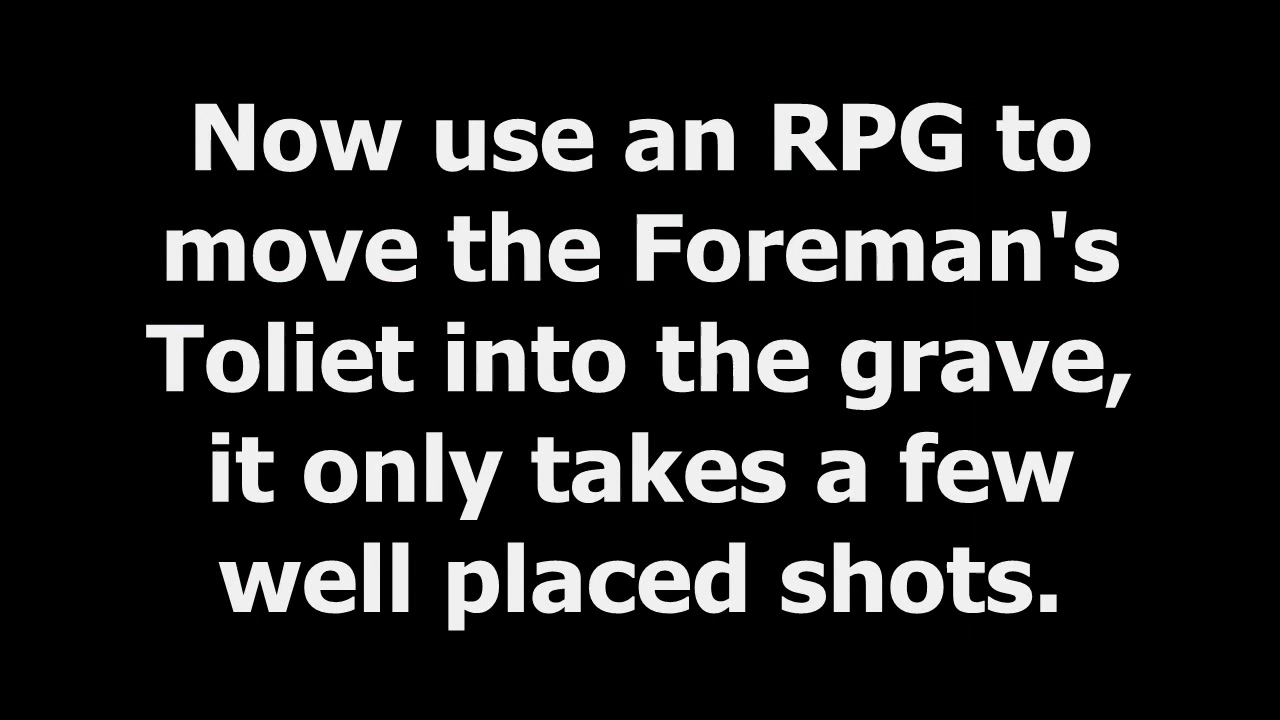 Now use an RPG to
move the Foreman's
Toliet into the grave,
it only takes a few
well placed shots.